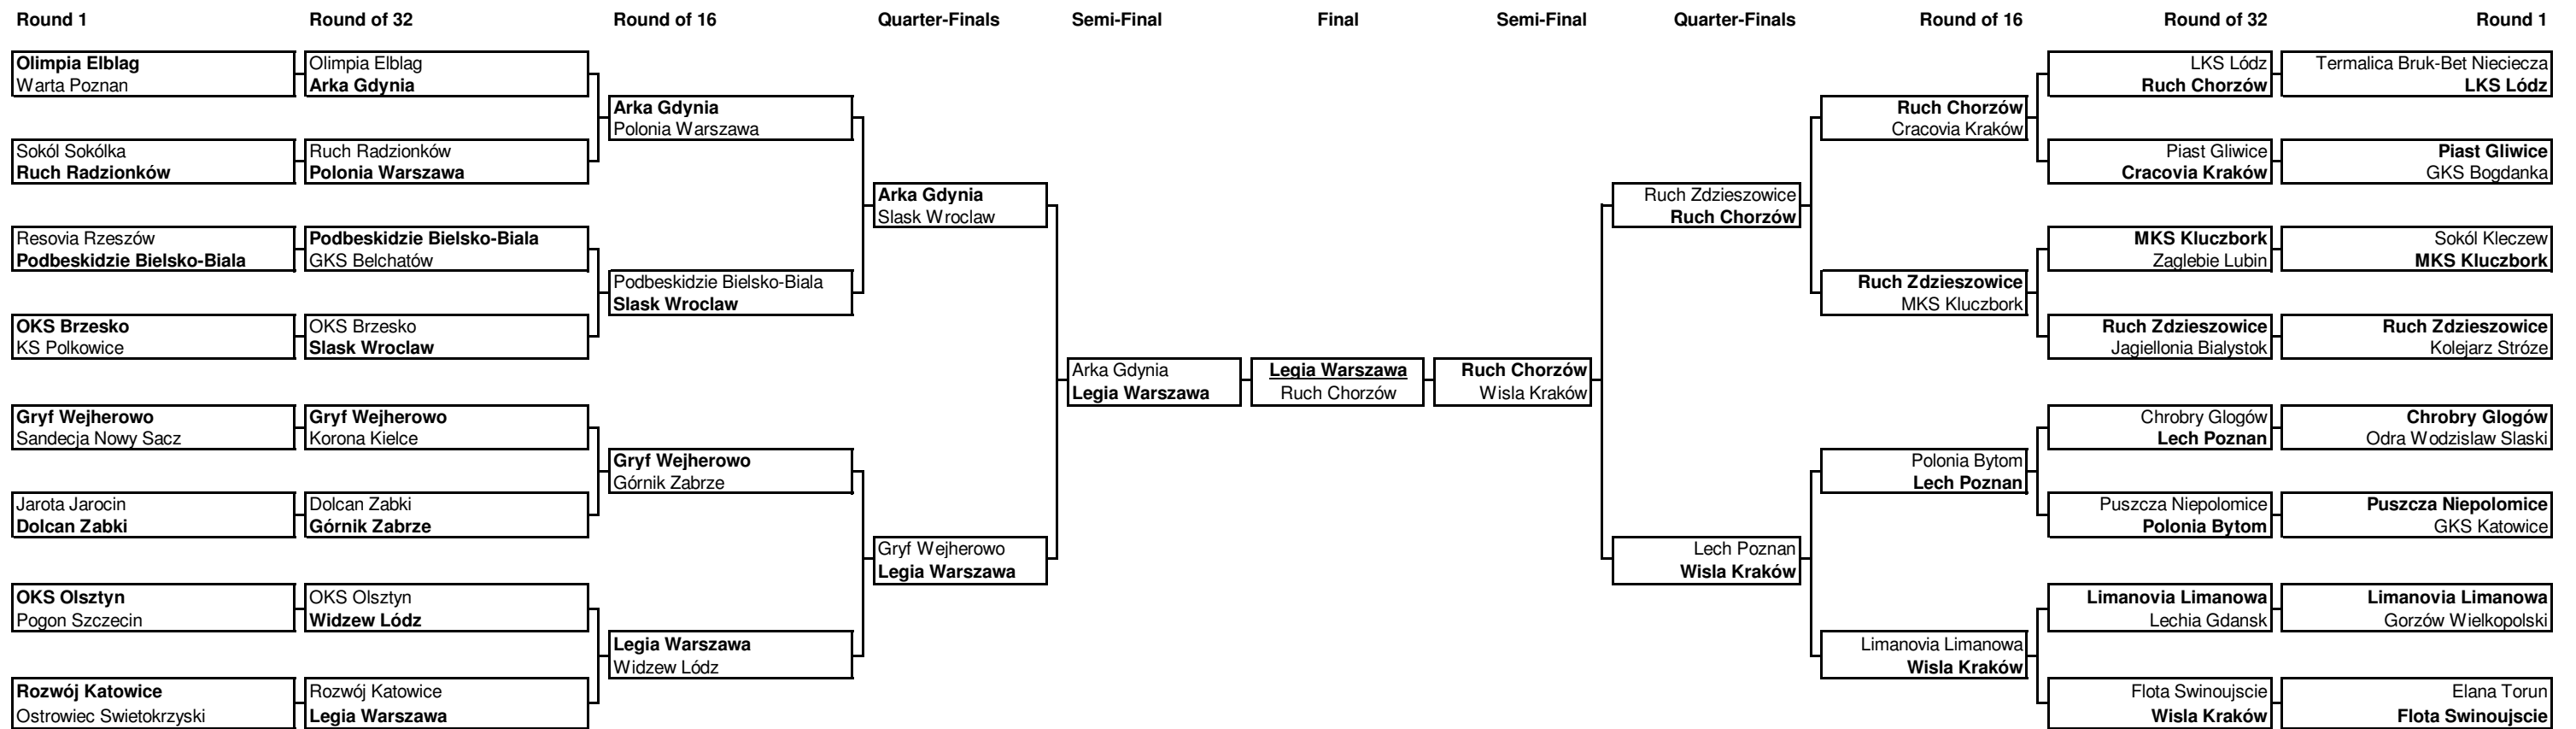 Round 1
Round of 32
Round of 16
Quarter-Finals
Semi-Final
Final
Semi-Final
Quarter-Finals
Round of 16
Round of 32
Round 1
Olimpia Elblag
Warta Poznan
Sokól Sokólka
Ruch Radzionków
Resovia Rzeszów
Podbeskidzie Bielsko-Biala
OKS Brzesko
KS Polkowice
Gryf Wejherowo
Sandecja Nowy Sacz
Jarota Jarocin
Dolcan Zabki
OKS Olsztyn
Pogon Szczecin
Rozwój Katowice
Ostrowiec Swietokrzyski
Olimpia Elblag
Arka Gdynia
Ruch Radzionków
Polonia Warszawa
Podbeskidzie Bielsko-Biala
GKS Belchatów
OKS Brzesko
Slask Wroclaw
Gryf Wejherowo
Korona Kielce
Dolcan Zabki
Górnik Zabrze
OKS Olsztyn
Widzew Lódz
Rozwój Katowice
Legia Warszawa
Arka Gdynia
Polonia Warszawa
Podbeskidzie Bielsko-Biala
Slask Wroclaw
Gryf Wejherowo
Górnik Zabrze
Legia Warszawa
Widzew Lódz
Arka Gdynia
Slask Wroclaw
Gryf Wejherowo
Legia Warszawa
Arka Gdynia
Legia Warszawa
Legia Warszawa
Ruch Chorzów
Ruch Chorzów
Wisla Kraków
Ruch Zdzieszowice
Ruch Chorzów
Lech Poznan
Wisla Kraków
Ruch Chorzów
Cracovia Kraków
Ruch Zdzieszowice
MKS Kluczbork
Polonia Bytom
Lech Poznan
Limanovia Limanowa
Wisla Kraków
LKS Lódz
Ruch Chorzów
Piast Gliwice
Cracovia Kraków
MKS Kluczbork
Zaglebie Lubin
Ruch Zdzieszowice
Jagiellonia Bialystok
Chrobry Glogów
Lech Poznan
Puszcza Niepolomice
Polonia Bytom
Limanovia Limanowa
Lechia Gdansk
Flota Swinoujscie
Wisla Kraków
Termalica Bruk-Bet Nieciecza
LKS Lódz
Piast Gliwice
GKS Bogdanka
Sokól Kleczew
MKS Kluczbork
Ruch Zdzieszowice
Kolejarz Stróze
Chrobry Glogów
Odra Wodzislaw Slaski
Puszcza Niepolomice
GKS Katowice
Limanovia Limanowa
Gorzów Wielkopolski
Elana Torun
Flota Swinoujscie